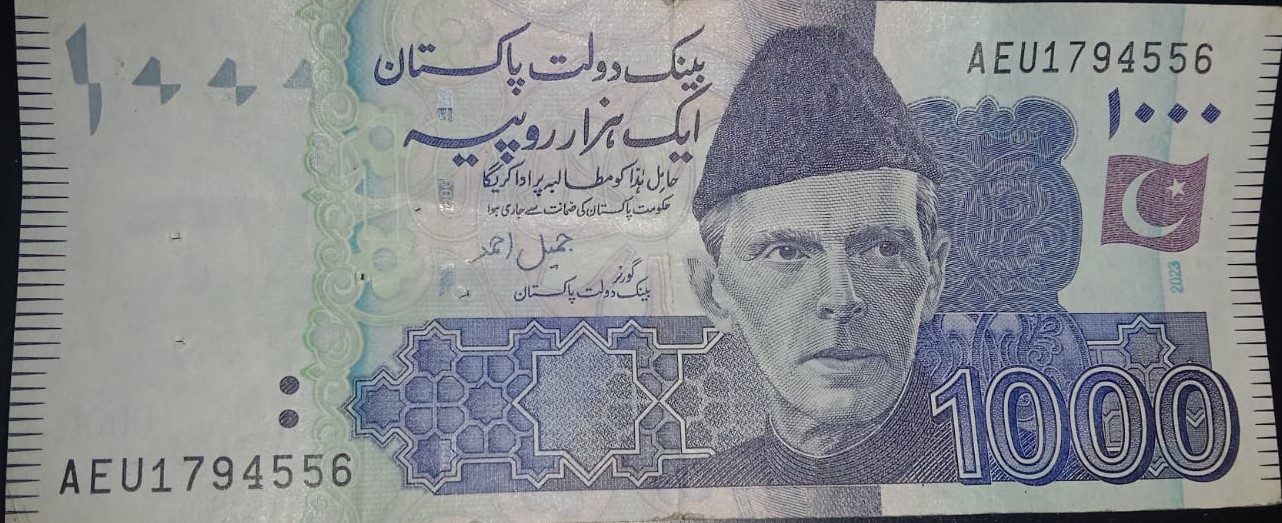 ۱۰۰۰
بینک دولت پاکستان
AEU1794556
۱۰۰۰
ایک ہزار روپیہ
حامل ہٰذا کو مطالبہ پر ادا کریگا
حکومت پاکستان کی ضمانت سے جاری ہوا
جمیل احمد
گورنر
بینک دولت پاکستان
2023
1000
AEU1794556